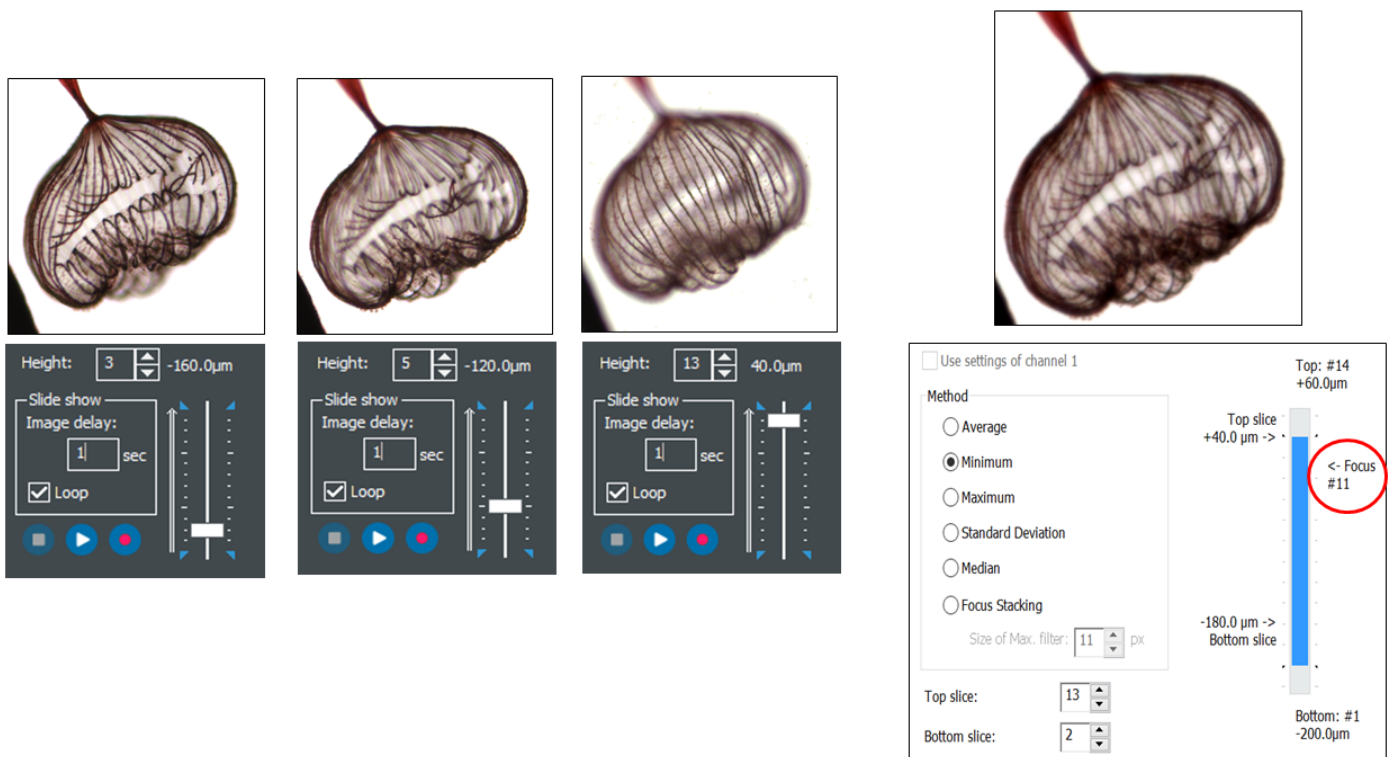 Height: 3 -160.0µm
Slide show
Image delay:
1 sec
Loop
Height: 5 -120.0µm
Slide show
Image delay:
1 sec
Loop
Height: 13 40.0µm
Slide show
Image delay:
1 sec
Loop
Use settings of channel 1
Method
Average
Minimum
Maximum
Standard Deviation
Median
Focus Stacking
Size of Max. filter: 11 px
Top slice: 13
Bottom slice: 2
Top: #14
+60.0µm
Top slice
+40.0 µm ->
<- Focus
#11
-180.0 µm ->
Bottom slice
Bottom: #1
-200.0µm